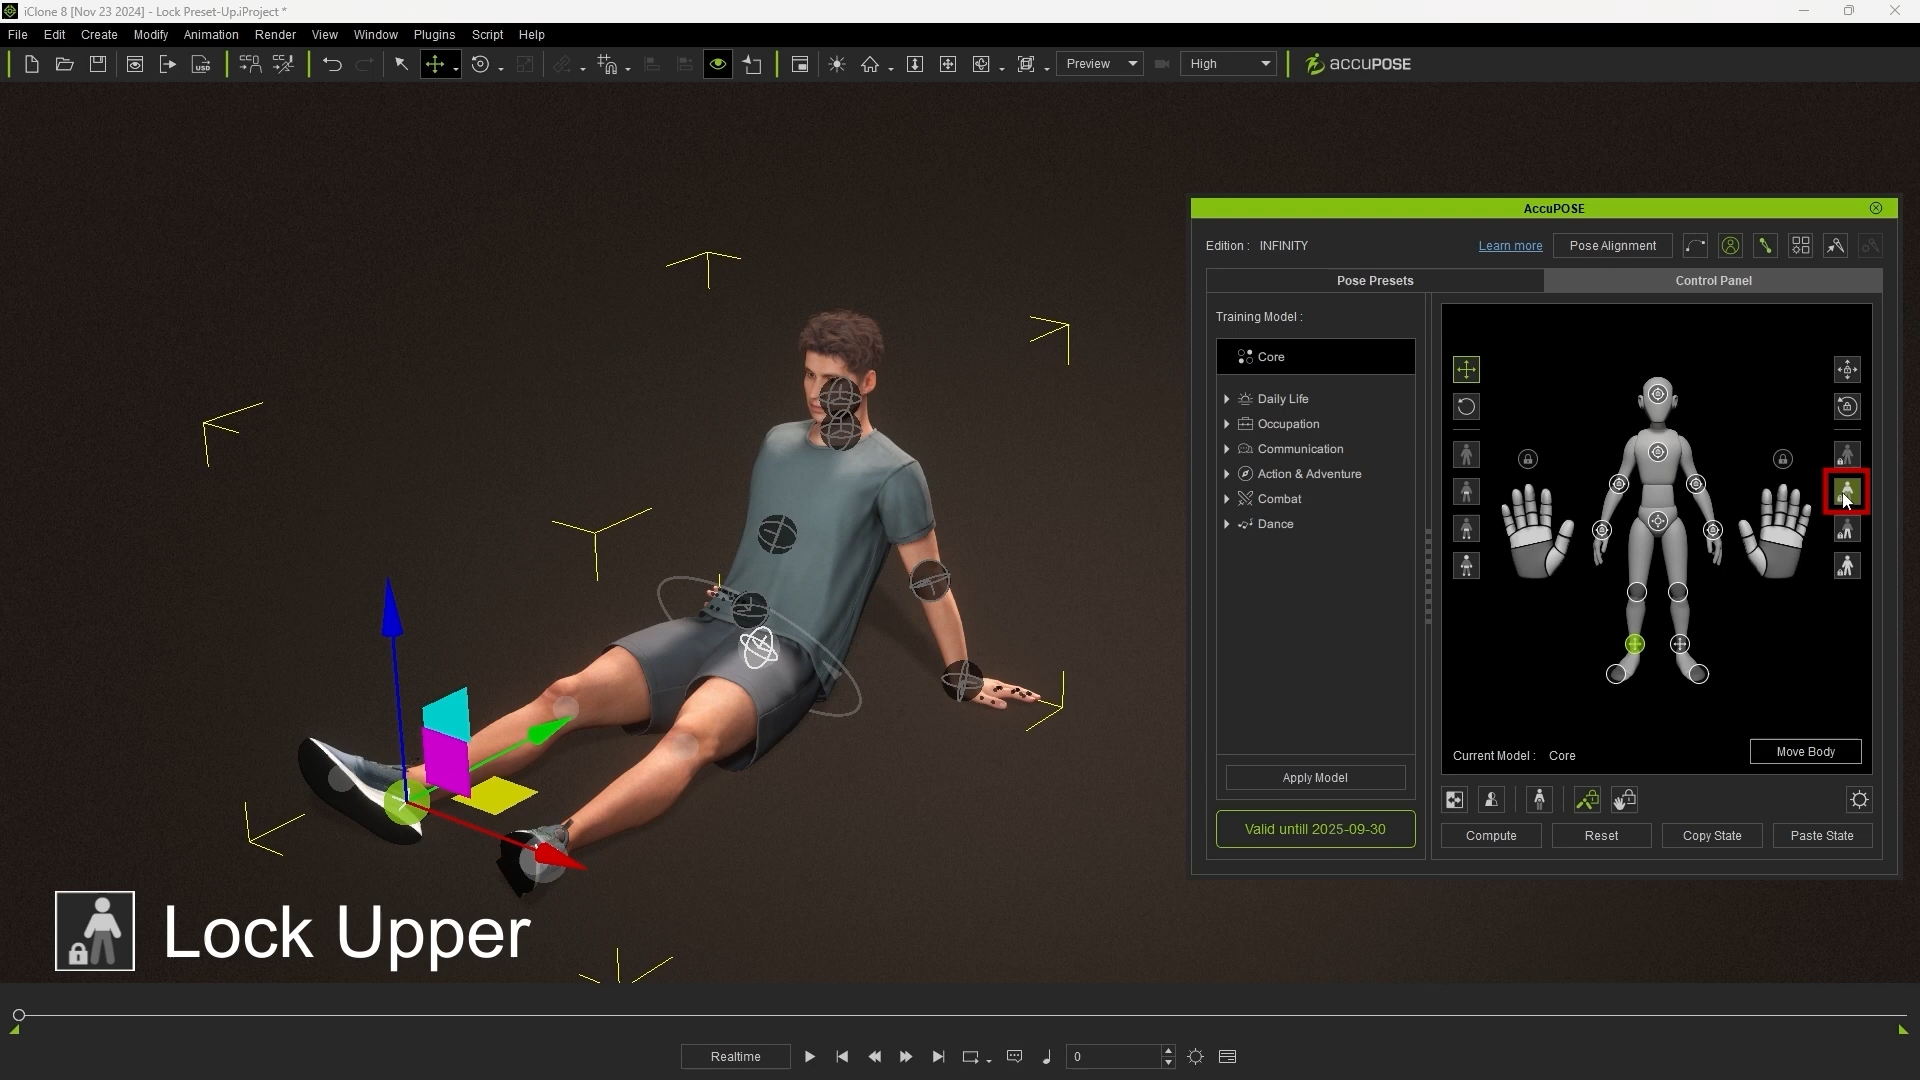 iClone 8 [Nov 23 2024] - Lock Preset-Up.iProject *
File Edit Create Modify Animation Render View Window Plugins Script Help
USD
Preview High accuPOSE
AccuPOSE
Edition : INFINITY Learn more Pose Alignment
Pose Presets Control Panel
Training Model :
Core
Daily Life
Occupation
Communication
Action & Adventure
Combat
Dance
Current Model : Core Move Body
Apply Model
Valid untill 2025-09-30
Compute Reset Copy State Paste State
Lock Upper
Realtime 0